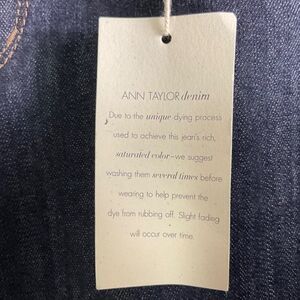 ANN TAYLOR denim
Due to the unique dying process
used to achieve this jean's rich,
saturated color–we suggest
washing them several times before
wearing to help prevent the
dye from rubbing off. Slight fading
will occur over time.